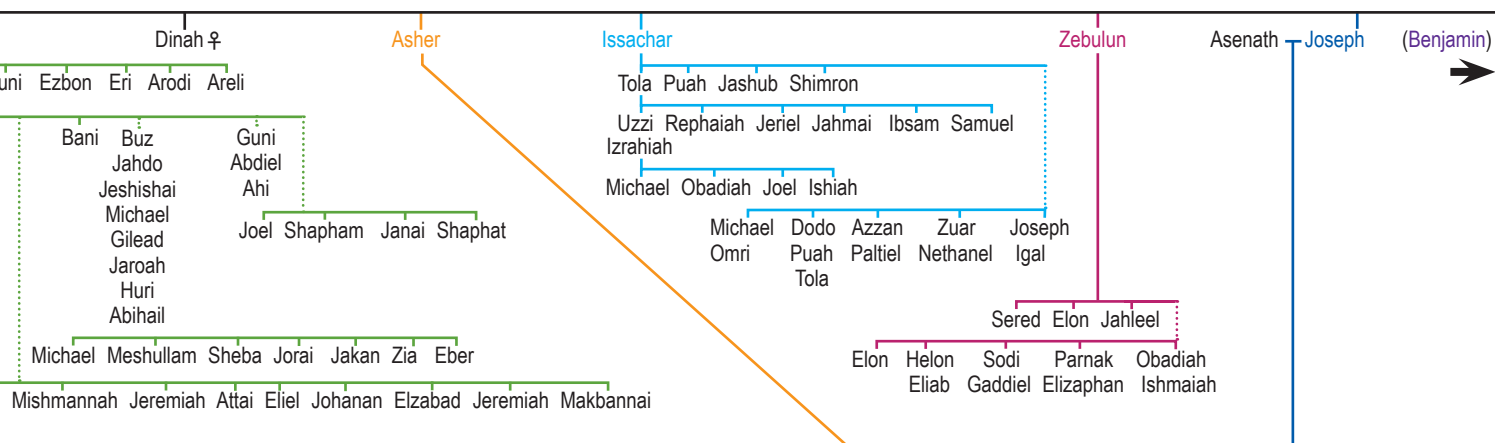 Dinah ♀ Asher Issachar Zebulun Asenath Joseph (Benjamin)
uni Ezbon Eri Arodi Areli Tola Puah Jashub Shimron
Bani Buz Guni Uzzi Rephaiah Jeriel Jahmai Ibsam Samuel
Jahdo Abdiel Izrahiah
Jeshishai Ahi Michael Obadiah Joel Ishiah
Michael
Gilead Joel Shapham Janai Shaphat Michael Dodo Azzan Zuar Joseph
Jaroah Omri Puah Paltiel Nethanel Igal
Huri Tola
Abihail Sered Elon Jahleel
Michael Meshullam Sheba Jorai Jakan Zia Eber Elon Helon Sodi Parnak Obadiah
Eliab Gaddiel Elizaphan Ishmaiah
Mishmannah Jeremiah Attai Eliel Johanan Elzabad Jeremiah Makbannai